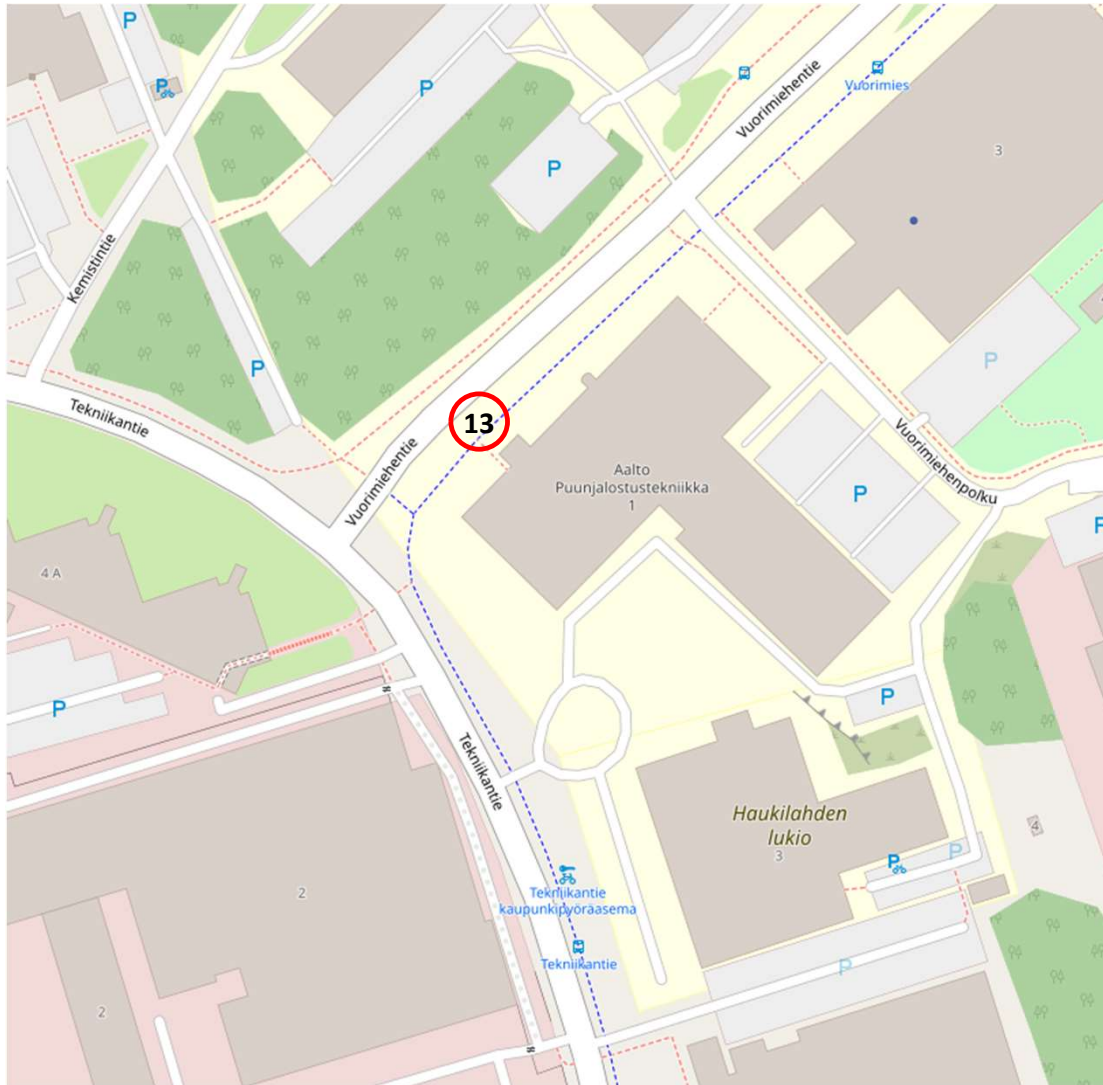 P
P
P
Vuorimies
Vuorimiehentie
3
P
Kemistintie
P
P
Tekniikantie
13
Vuorimiehentie
Vuorimiehenpolku
Aalto
Puunjalostustekniikka
1
P
P
4 A
P
P
Tekniikantie
Haukilahden
lukio
3
4
P
P
2
Tekniikantie
kaupunkipyöräasema
Tekniikantie
P
2